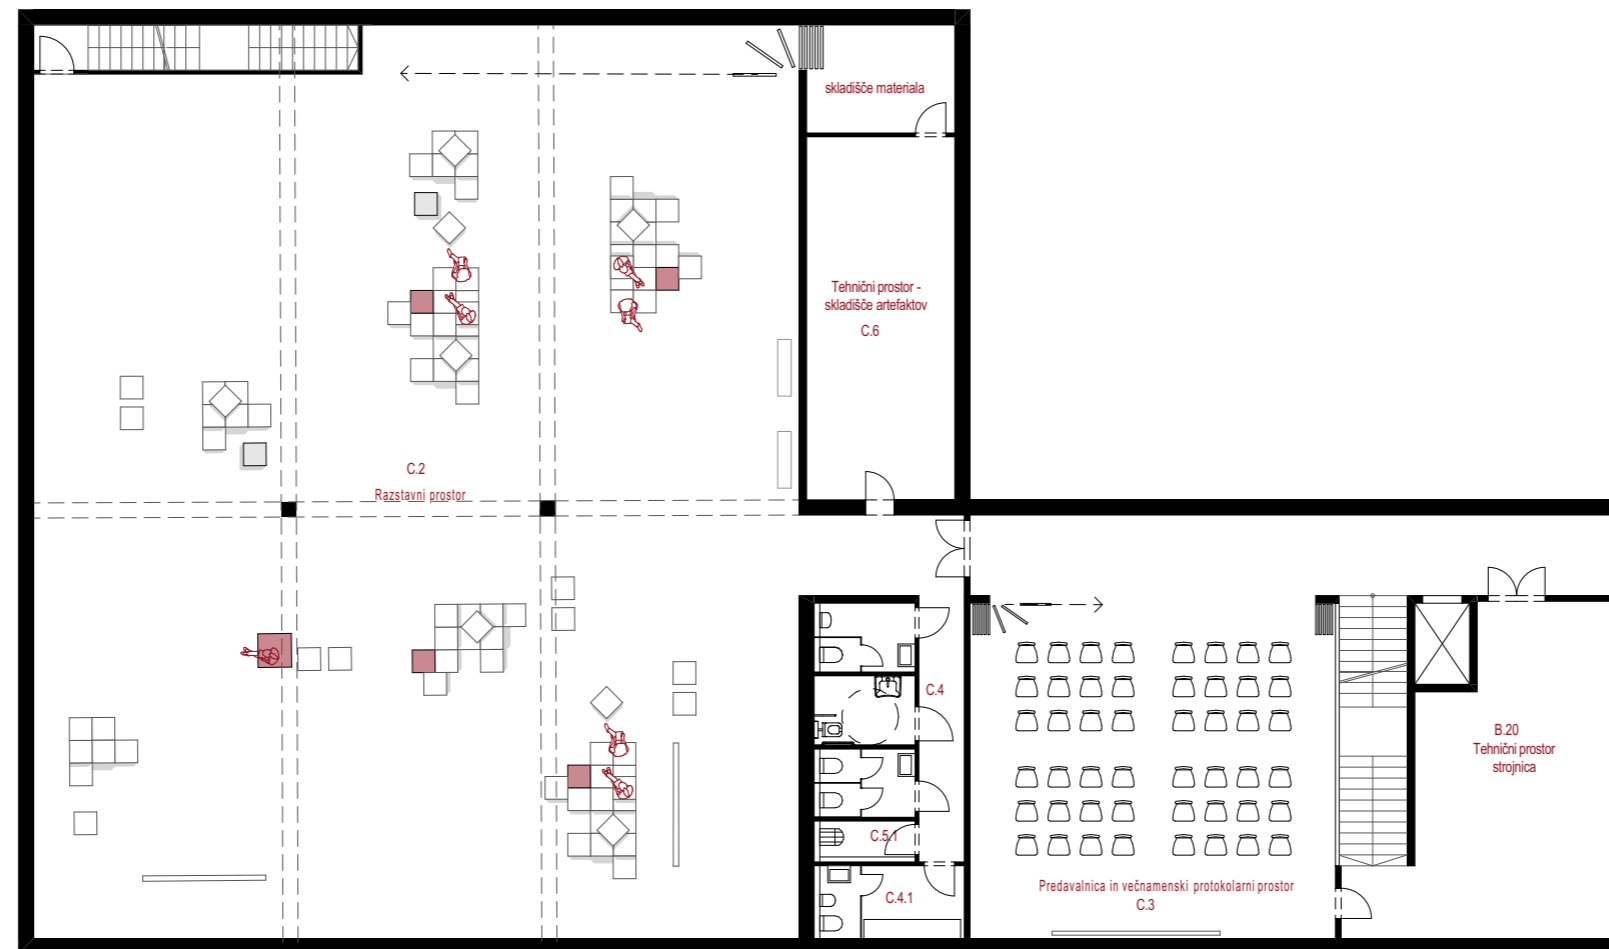 skladišče materiala
Tehnični prostor -
skladišče artefaktov
C.6
C.2
Razstavni prostor
C.4
B.20
Tehnični prostor
strojnica
C.5.1
Predavalnica in večnamenski protokolarni prostor
C.3
C.4.1